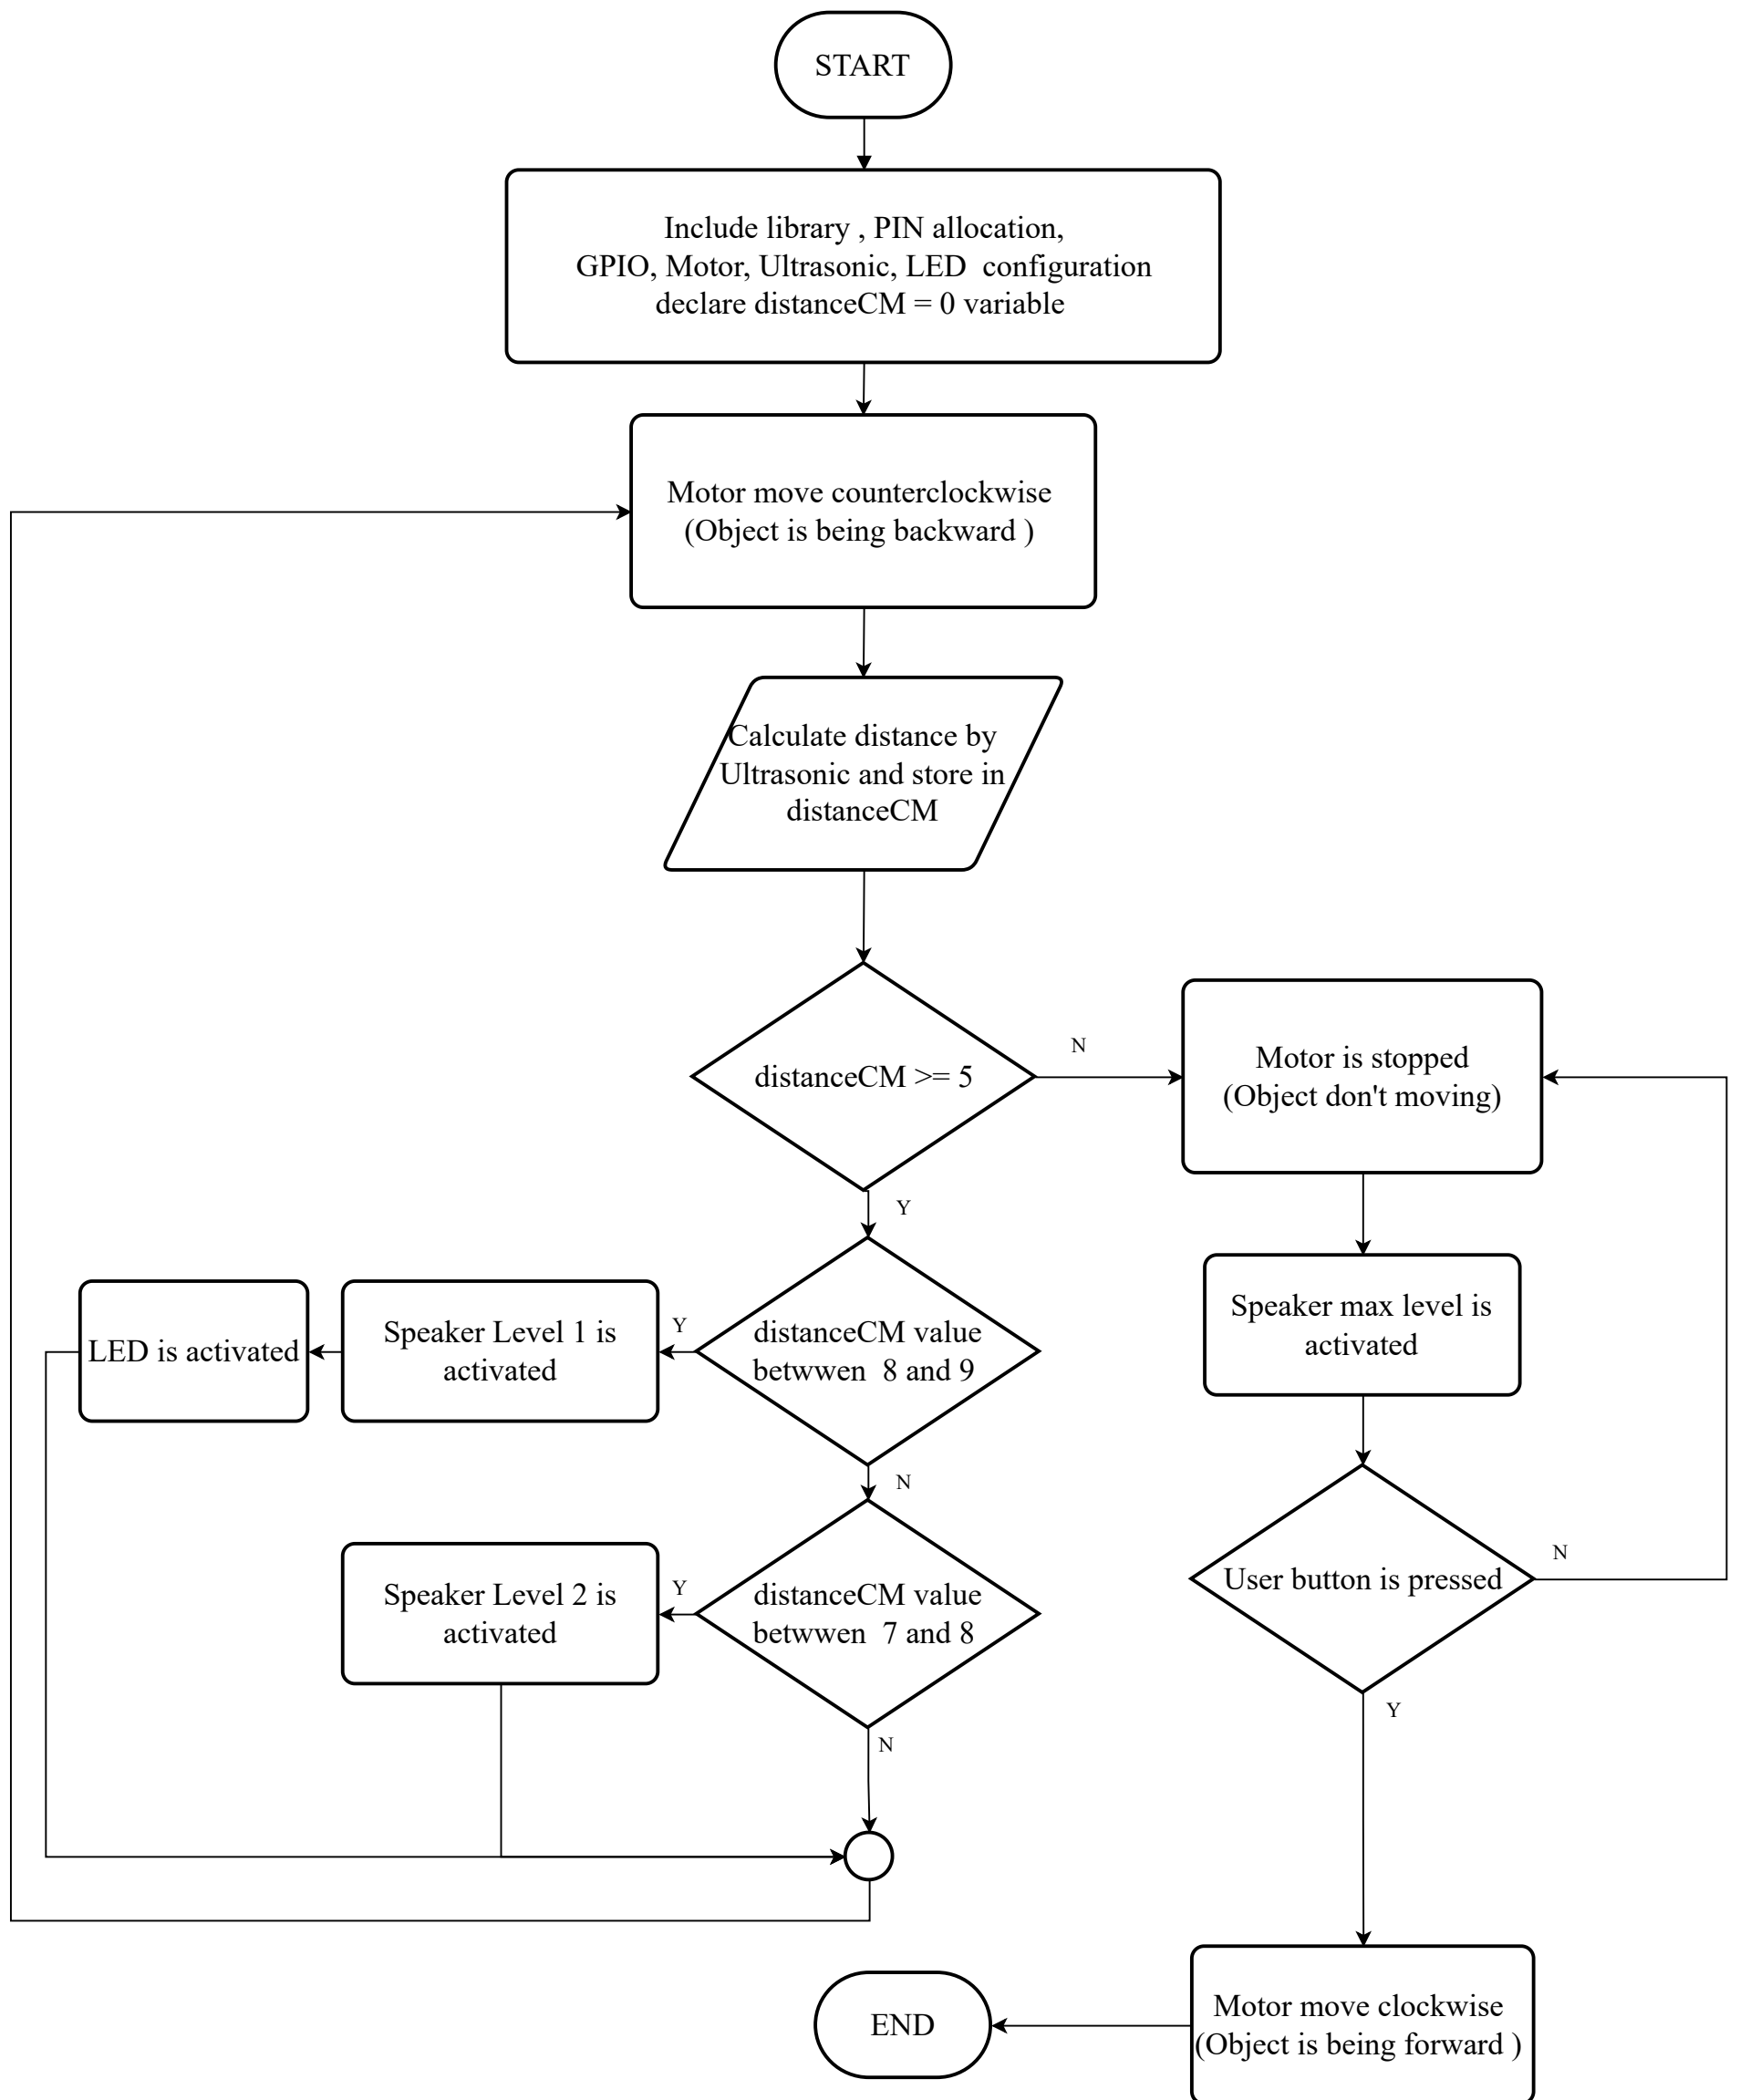 START
Include library , PIN allocation,
GPIO, Motor, Ultrasonic, LED  configuration
declare distanceCM = 0 variable
Motor move counterclockwise
(Object is being backward )
Calculate distance by
Ultrasonic and store in
distanceCM
distanceCM >= 5
N
Motor is stopped
(Object don't moving)
Y
Speaker max level is
activated
LED is activated
Speaker Level 1 is
activated
Y
distanceCM value
betwwen  8 and 9
N
User button is pressed
N
Speaker Level 2 is
activated
Y
distanceCM value
betwwen  7 and 8
Y
N
Motor move clockwise
(Object is being forward )
END